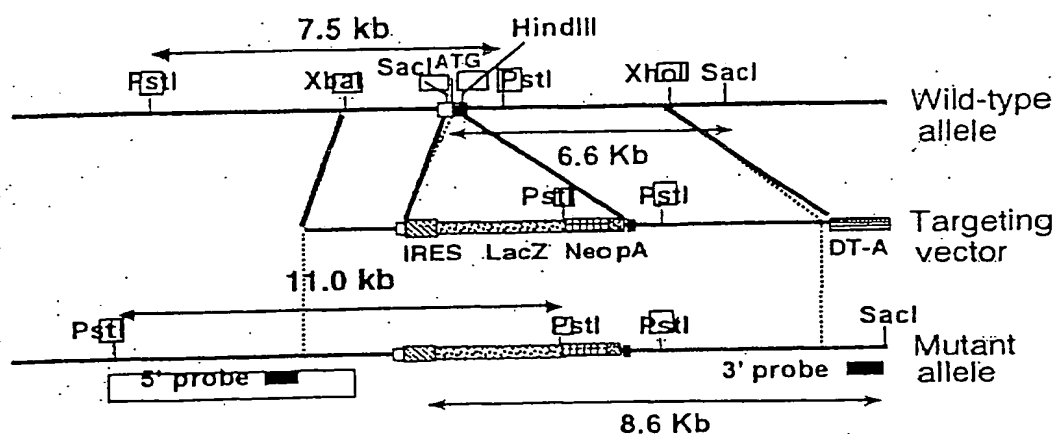 7.5 kb
HindIII
PstI
XbaI
SacI
ATG
PstI
XhoI
SacI
Wild-type
allele
6.6 Kb
PstI
PstI
Targeting
vector
IRES LacZ Neo pA
DT-A
11.0 kb
PstI
PstI
PstI
SacI
Mutant
allele
5' probe
3' probe
8.6 Kb